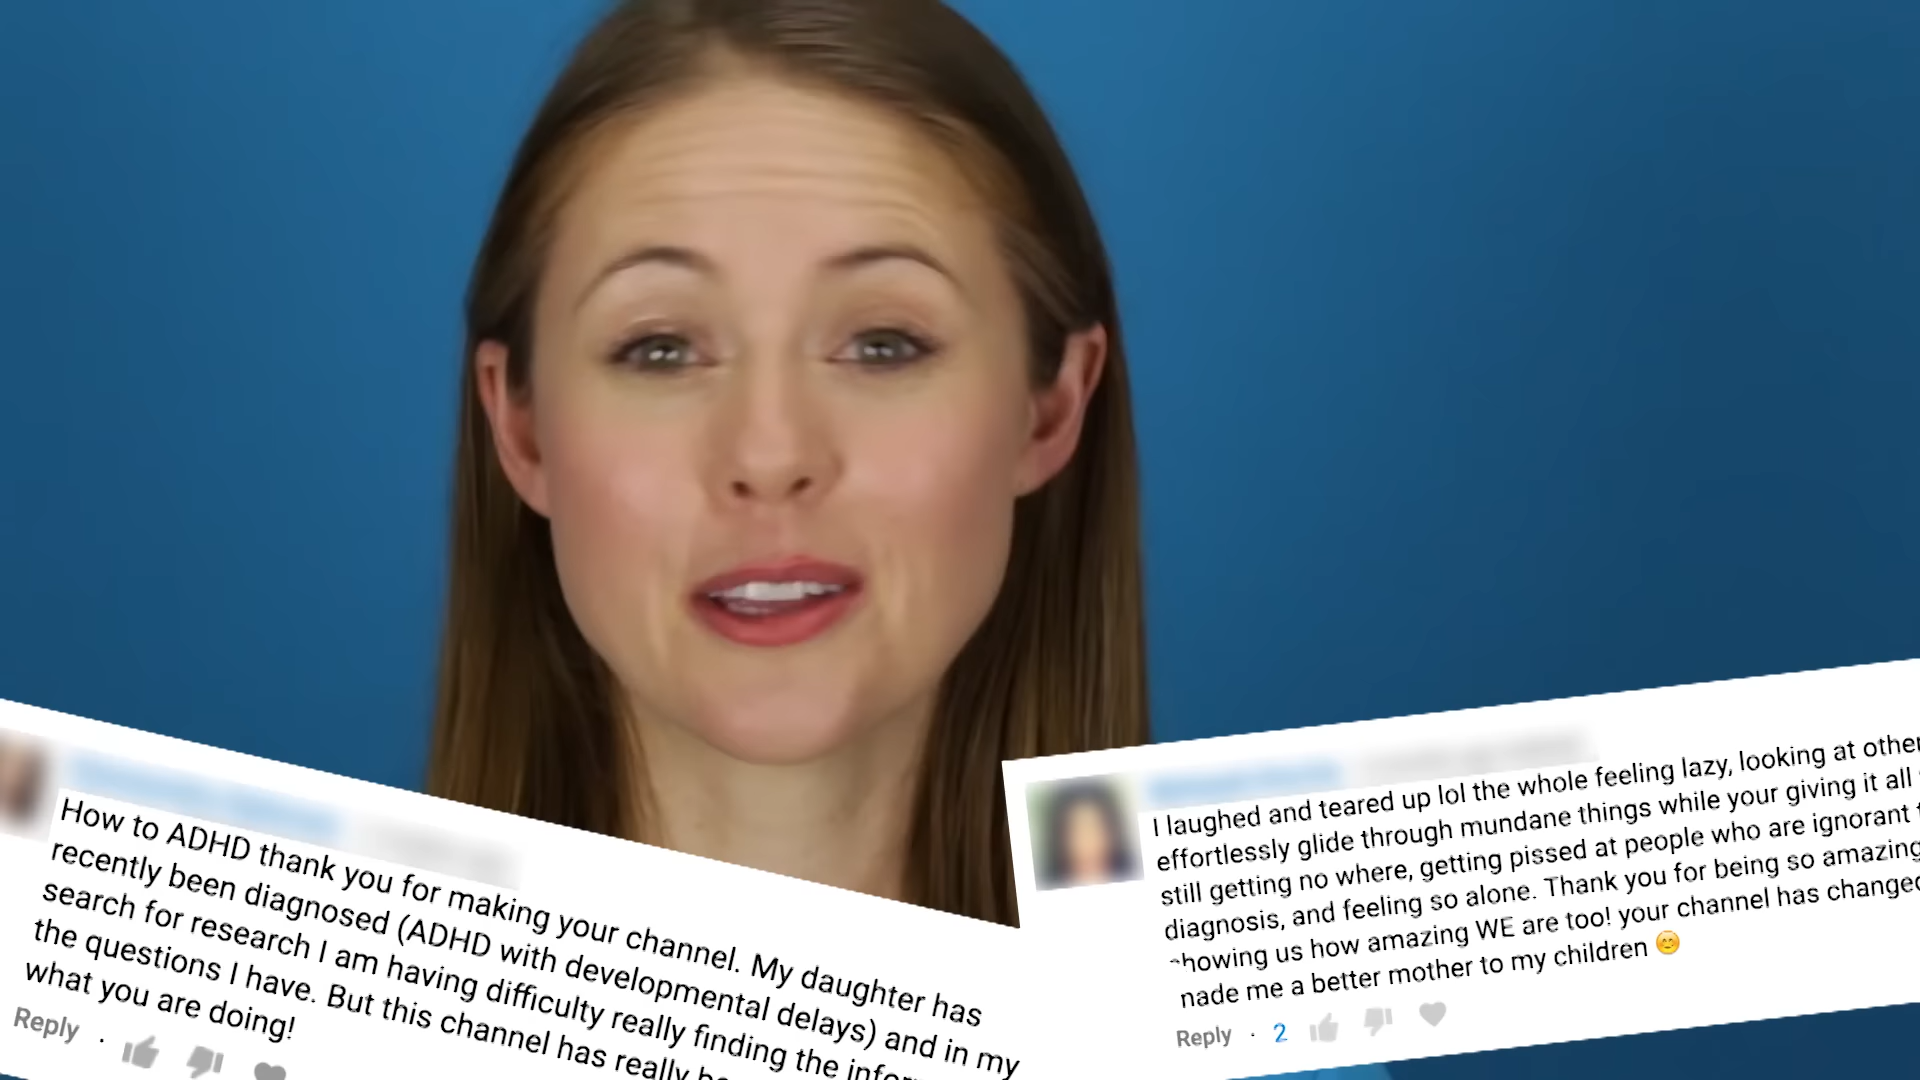 How to ADHD thank you for making your channel. My daughter has
recently been diagnosed (ADHD with developmental delays) and in my
search for research I am having difficulty really finding the
the questions I have. But this channel has really
what you are doing!
Reply ·
I laughed and teared up lol the whole feeling lazy, looking at other
effortlessly glide through mundane things while your giving it all
still getting no where, getting pissed at people who are ignorant
diagnosis, and feeling so alone. Thank you for being so amazing
howing us how amazing WE are too! your channel has changed
nade me a better mother to my children 😊
Reply · 2